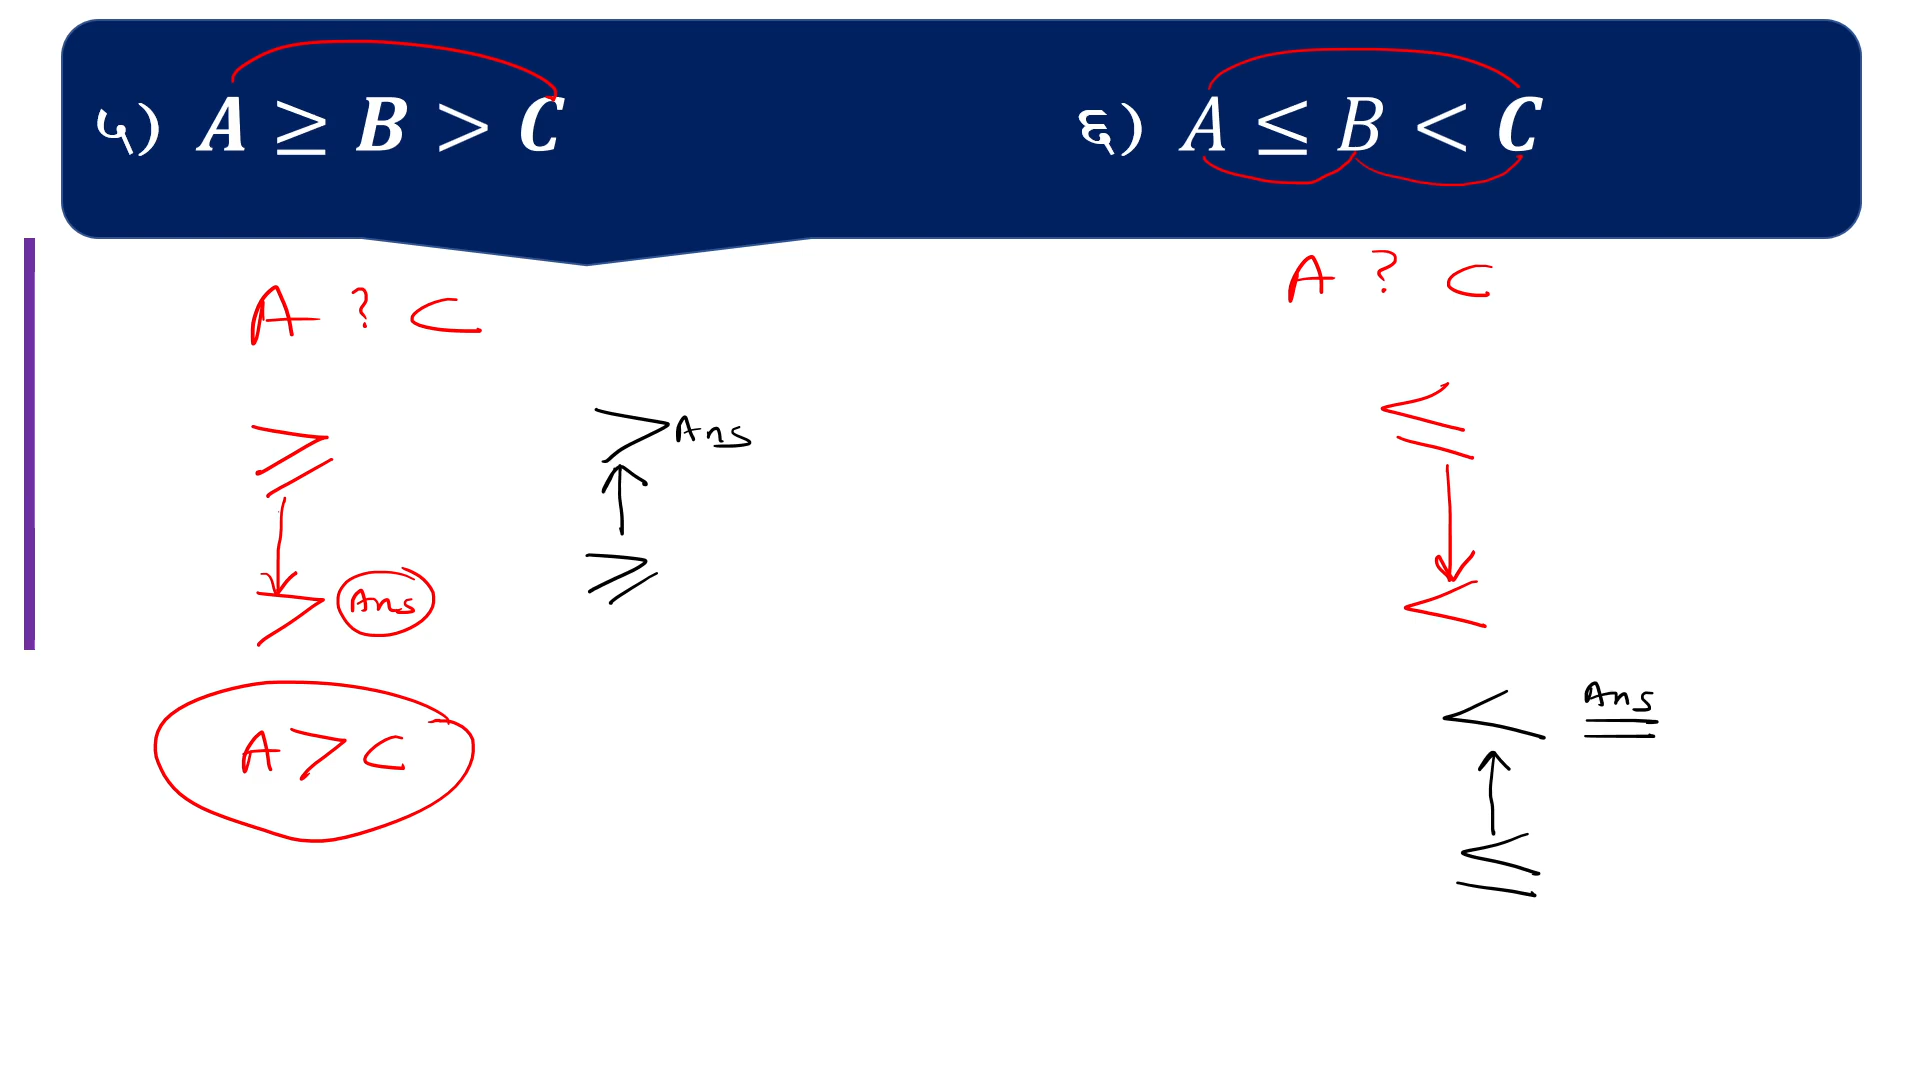 ५) A ≥ B > C
६) A ≤ B < C
A ? C
≥
> Ans
A > C
> Ans
≥
A ? C
≤
<
< Ans
≤